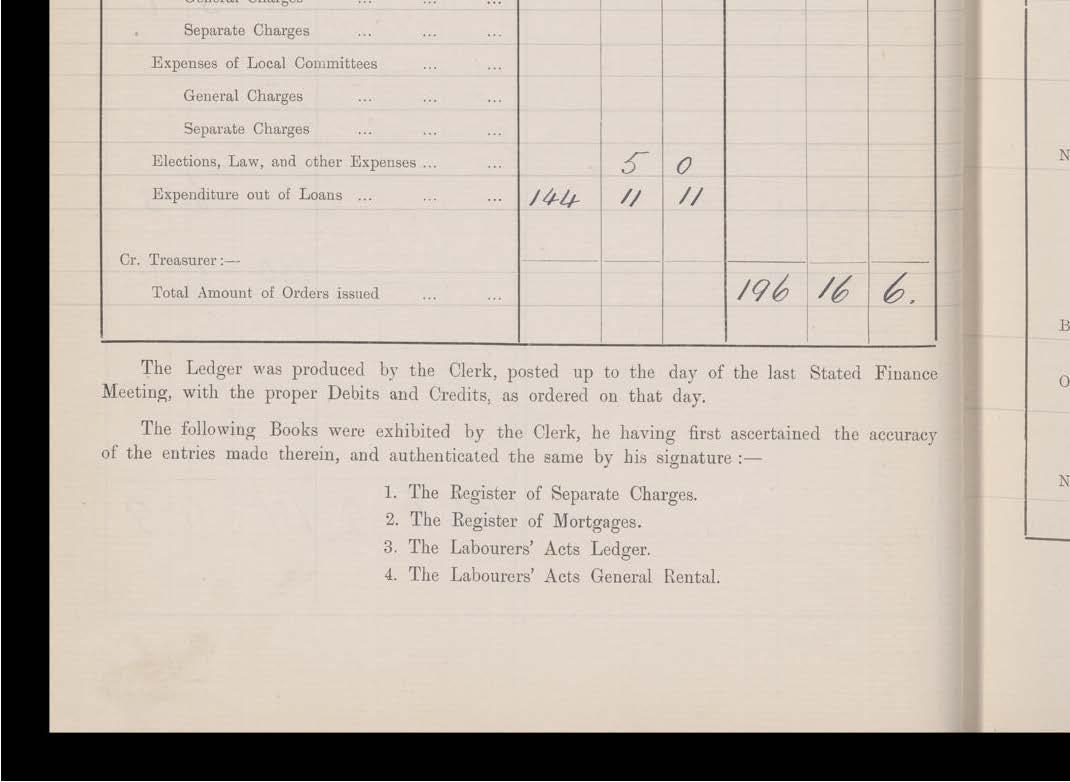 General Charges ... ... ...
Separate Charges ... ... ...
Expenses of Local Committees ... ...
General Charges ... ... ...
Separate Charges ... ... ...
Elections, Law, and other Expenses ... ... 5 0
Expenditure out of Loans ... ... ... 144 11 11
Cr. Treasurer :—
Total Amount of Orders issued ... ... 196 16 6.
The Ledger was produced by the Clerk, posted up to the day of the last Stated Finance
Meeting, with the proper Debits and Credits, as ordered on that day.
The following Books were exhibited by the Clerk, he having first ascertained the accuracy
of the entries made therein, and authenticated the same by his signature :—
1. The Register of Separate Charges.
2. The Register of Mortgages.
3. The Labourers' Acts Ledger.
4. The Labourers' Acts General Rental.
N
B
O
N